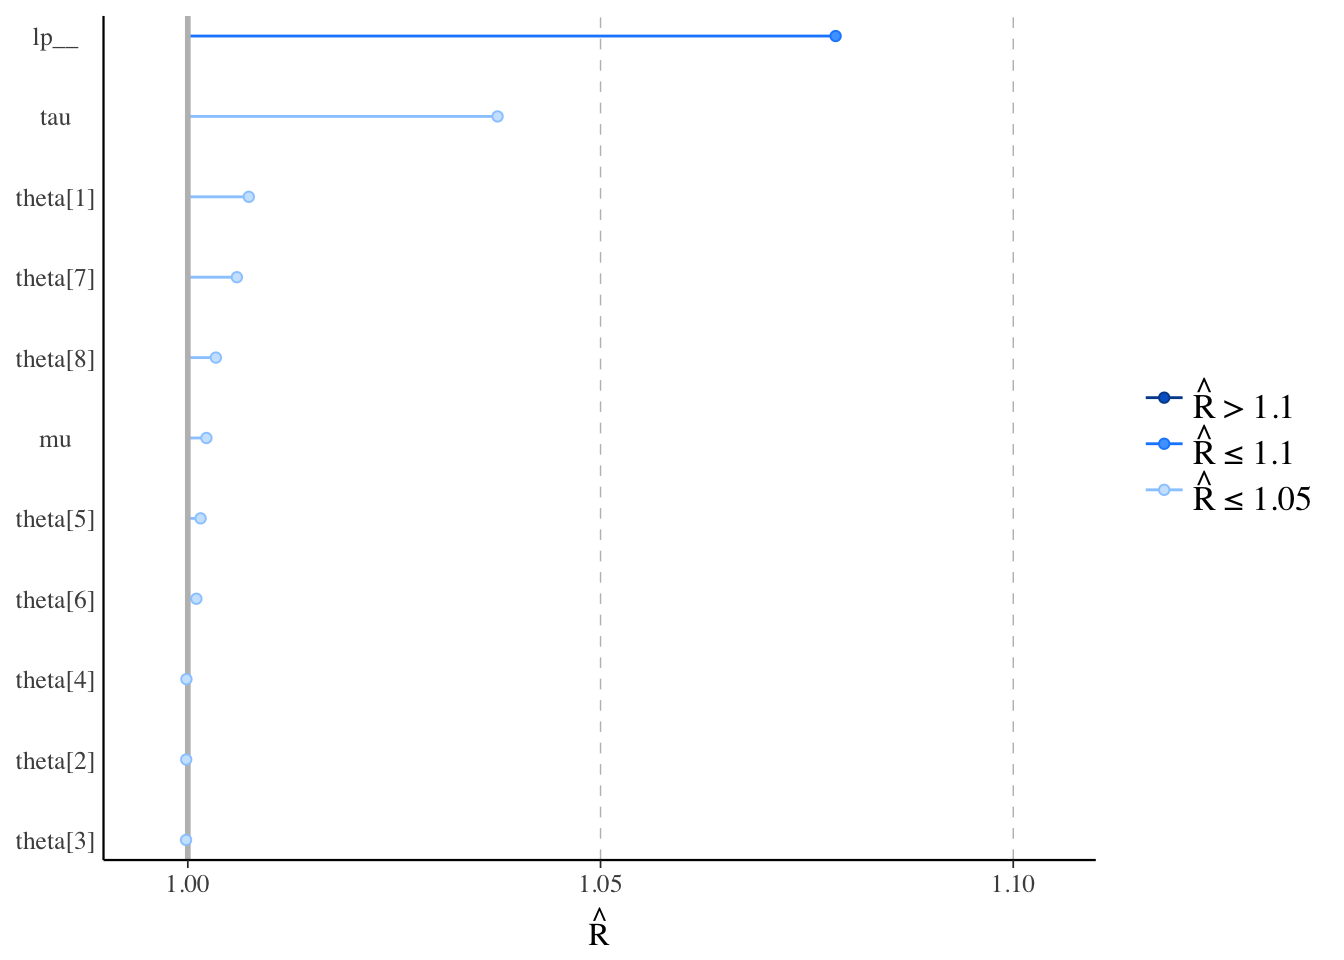 lp__
tau
theta[1]
theta[7]
theta[8]
mu
theta[5]
theta[6]
theta[4]
theta[2]
theta[3]
1.00 1.05 1.10
R̂
R̂ > 1.1
R̂ ≤ 1.1
R̂ ≤ 1.05